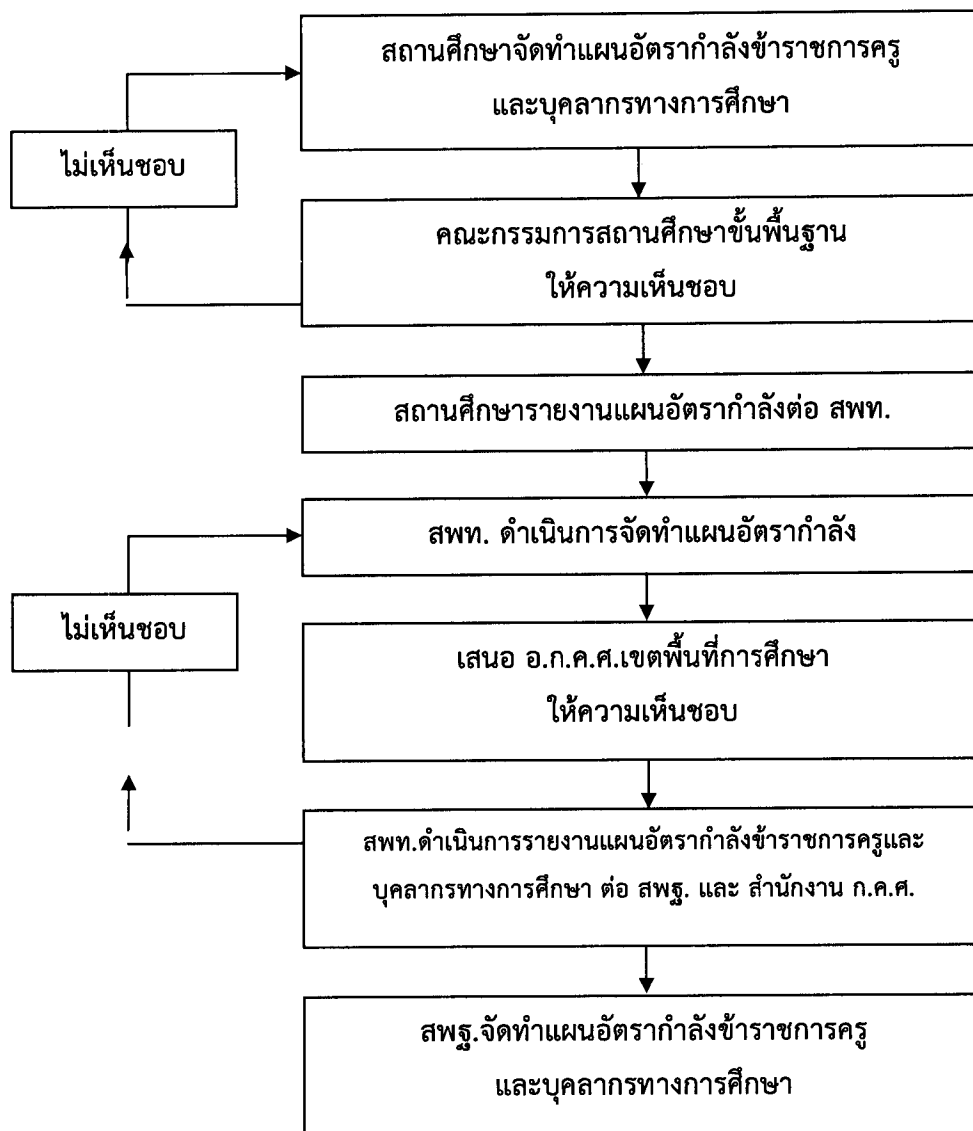 สถานศึกษาจัดทำแผนอัตรากำลังข้าราชการครู
และบุคลากรทางการศึกษา
ไม่เห็นชอบ
คณะกรรมการสถานศึกษาขั้นพื้นฐาน
ให้ความเห็นชอบ
สถานศึกษารายงานแผนอัตรากำลังต่อ สพท.
สพท. ดำเนินการจัดทำแผนอัตรากำลัง
ไม่เห็นชอบ
เสนอ อ.ก.ค.ศ.เขตพื้นที่การศึกษา
ให้ความเห็นชอบ
สพท.ดำเนินการรายงานแผนอัตรากำลังข้าราชการครูและ
บุคลากรทางการศึกษา ต่อ สพฐ. และ สำนักงาน ก.ค.ศ.
สพฐ.จัดทำแผนอัตรากำลังข้าราชการครู
และบุคลากรทางการศึกษา